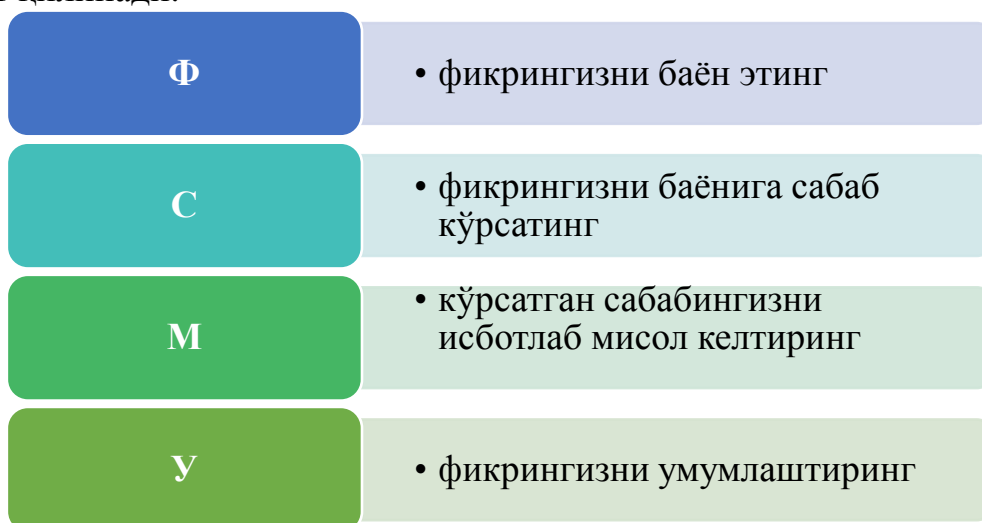 Ф
• фикрингизни баён этинг
С
• фикрингизни баёнига сабаб
кўрсатинг
М
• кўрсатган сабабингизни
исботлаб мисол келтиринг
У
• фикрингизни умумлаштиринг